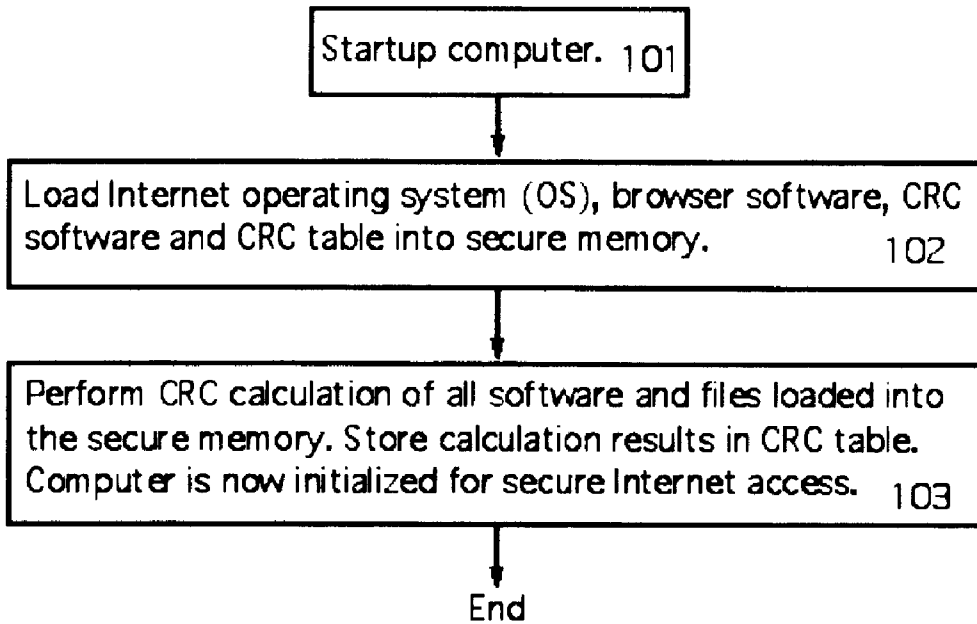 Startup computer. 101
Load Internet operating system (OS), browser software, CRC
software and CRC table into secure memory. 102
Perform CRC calculation of all software and files loaded into
the secure memory. Store calculation results in CRC table.
Computer is now initialized for secure Internet access. 103
End